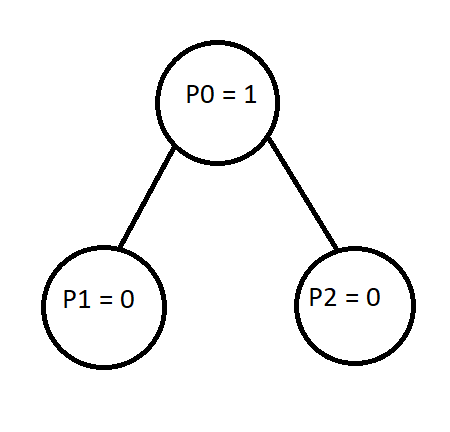 P0 = 1
P1 = 0
P2 = 0